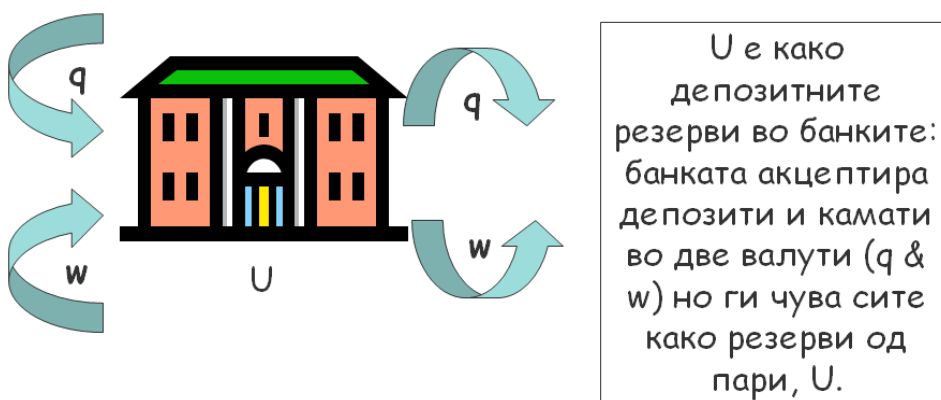 q
q
w
w
U
U е како
депозитните
резерви во банките:
банката акцептира
депозити и камати
во две валути (q &
w) но ги чува сите
како резерви од
пари, U.